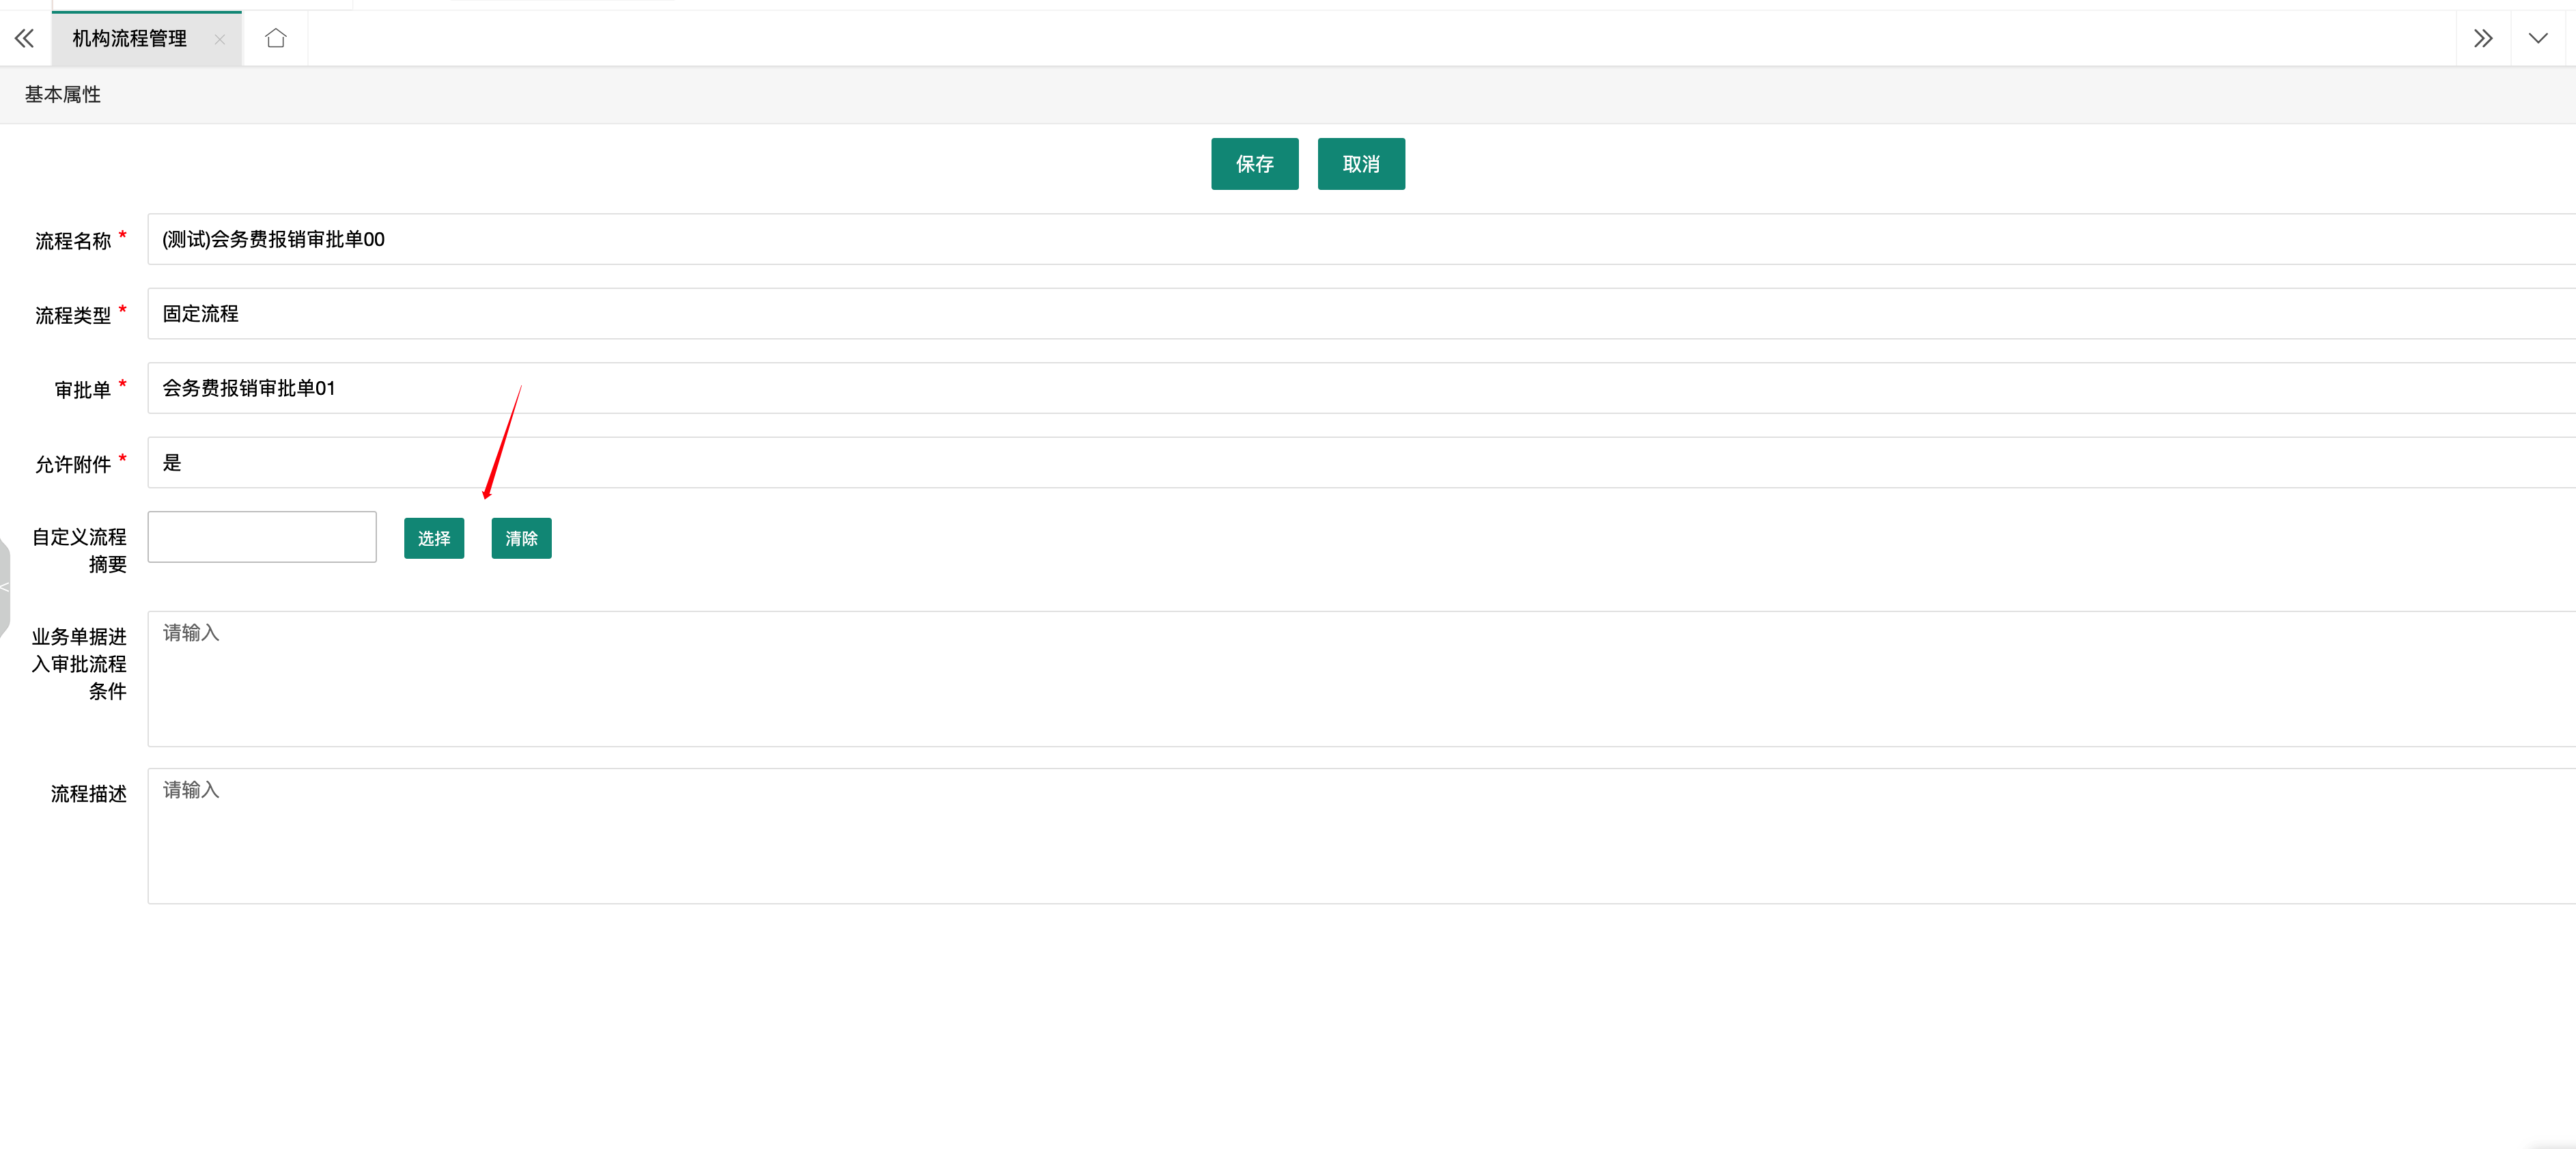 机构流程管理
基本属性
保存 取消
流程名称 * (测试)会务费报销审批单00
流程类型 * 固定流程
审批单 * 会务费报销审批单01
允许附件 * 是
自定义流程
摘要
选择 清除
业务单据进
入审批流程
条件
请输入
流程描述 请输入